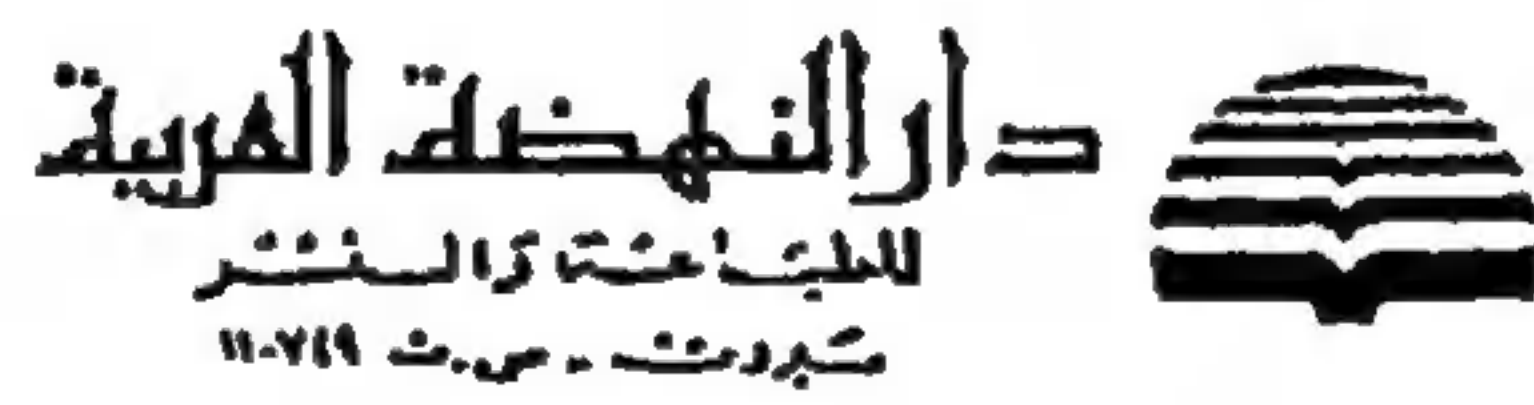 دار النهضة العربية
للطباعة والنشر
بيروت - ص.ب ١١-٧٤٩